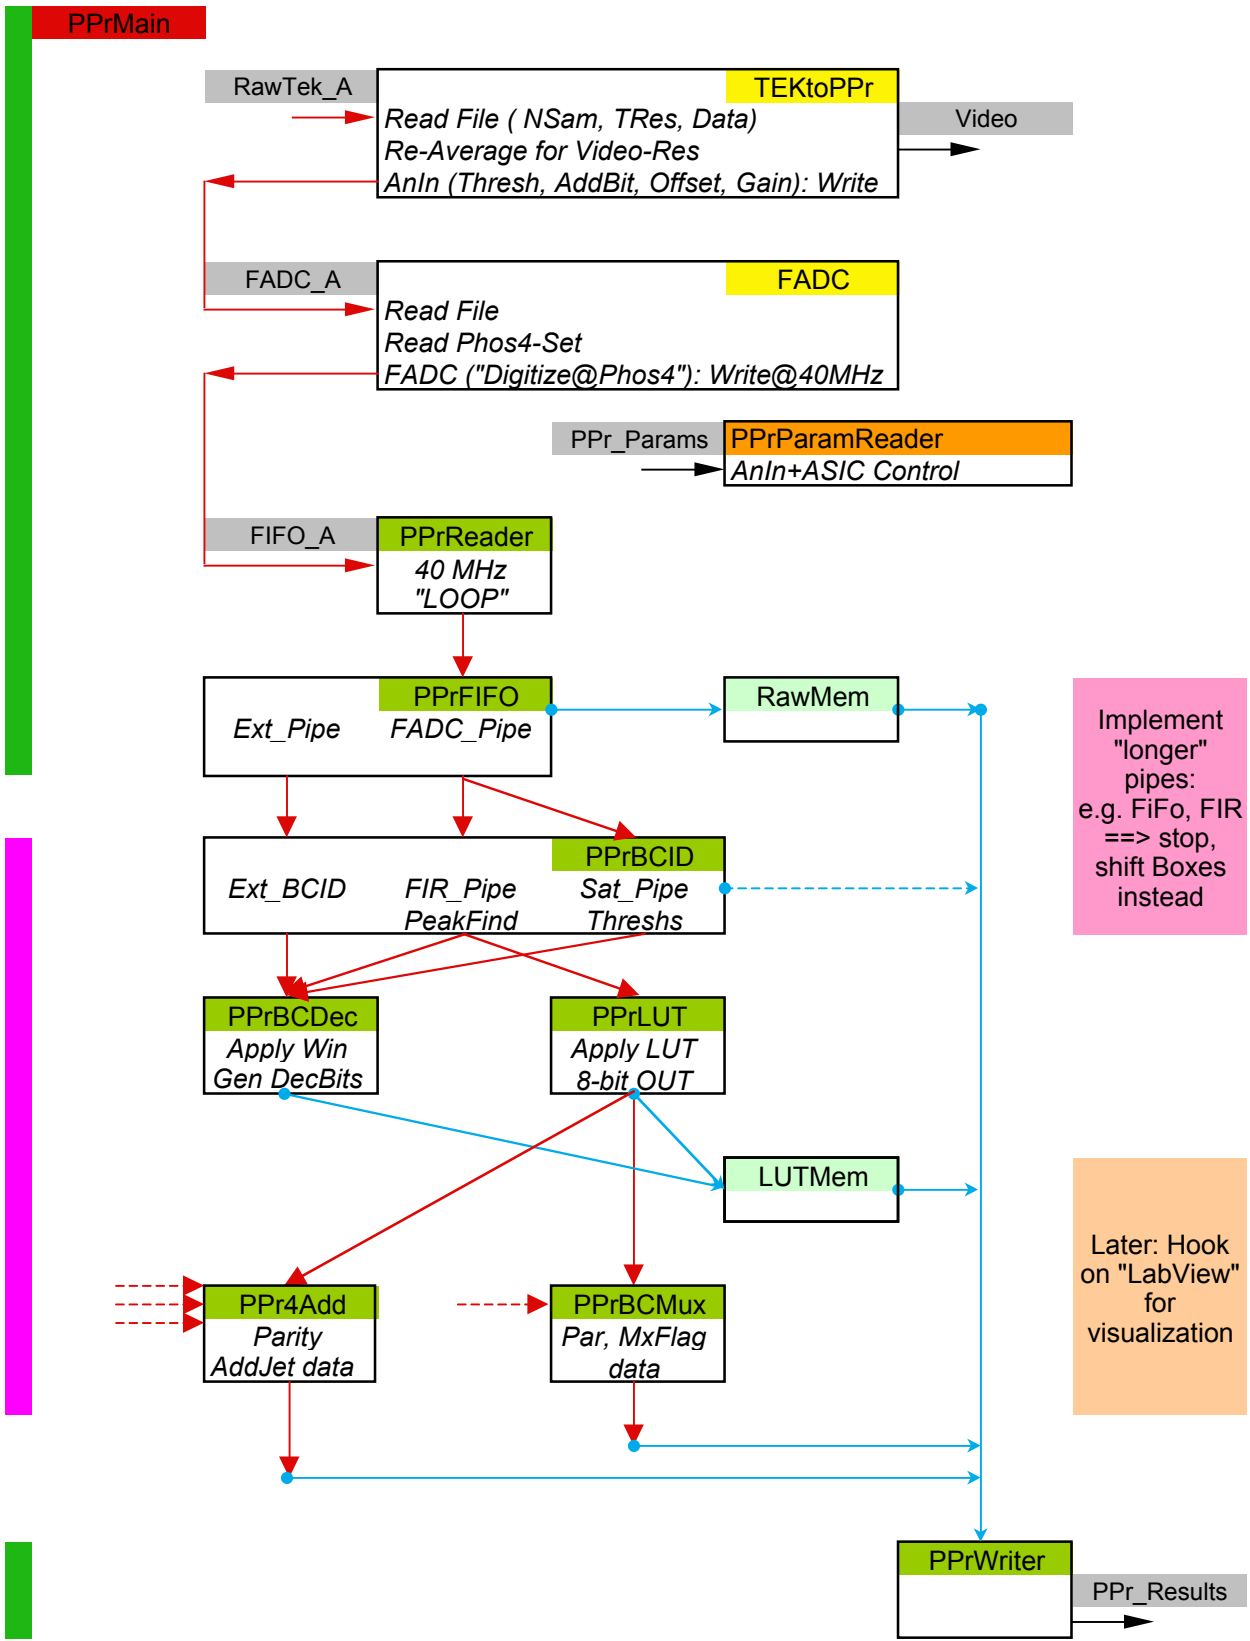 PPrMain
RawTek_A
TEKtoPPr
Read File ( NSam, TRes, Data)
Re-Average for Video-Res
AnIn (Thresh, AddBit, Offset, Gain): Write
Video
FADC_A
FADC
Read File
Read Phos4-Set
FADC ("Digitize@Phos4"): Write@40MHz
PPr_Params
PPrParamReader
AnIn+ASIC Control
FIFO_A
PPrReader
40 MHz
"LOOP"
PPrFIFO
Ext_Pipe
FADC_Pipe
RawMem
Implement
"longer"
pipes:
e.g. FiFo, FIR
==> stop,
shift Boxes
instead
PPrBCID
Ext_BCID
FIR_Pipe
Sat_Pipe
PeakFind
Threshs
PPrBCDec
Apply Win
Gen DecBits
PPrLUT
Apply LUT
8-bit OUT
LUTMem
Later: Hook
on "LabView"
for
visualization
PPr4Add
Parity
AddJet data
PPrBCMux
Par, MxFlag
data
PPrWriter
PPr_Results